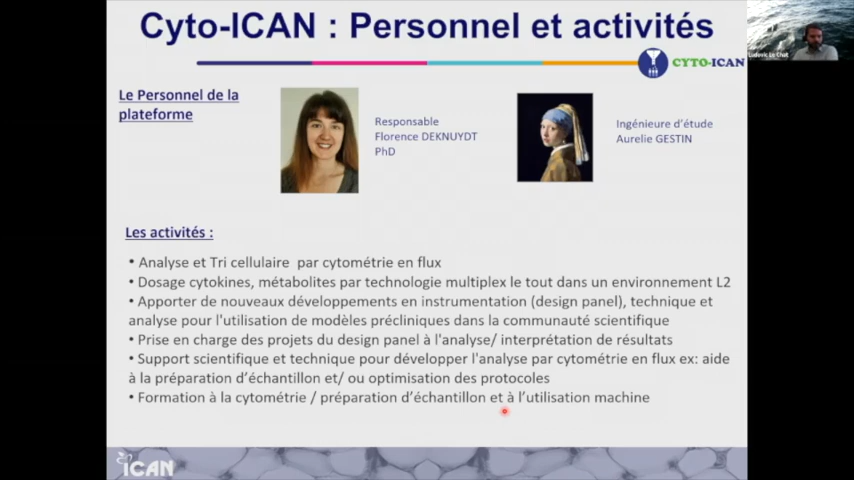 Cyto-ICAN : Personnel et activités
CYTO-ICAN
Ludovic Le Chat
Le Personnel de la
plateforme
Responsable
Florence DEKNUYDT
PhD
Ingénieure d'étude
Aurelie GESTIN
Les activités :
• Analyse et Tri cellulaire par cytométrie en flux
• Dosage cytokines, métabolites par technologie multiplex le tout dans un environnement L2
• Apporter de nouveaux développements en instrumentation (design panel), technique et
analyse pour l'utilisation de modèles précliniques dans la communauté scientifique
• Prise en charge des projets du design panel à l'analyse/ interprétation de résultats
• Support scientifique et technique pour développer l'analyse par cytométrie en flux ex: aide
à la préparation d'échantillon et/ ou optimisation des protocoles
• Formation à la cytométrie / préparation d'échantillon et à l'utilisation machine
ICAN